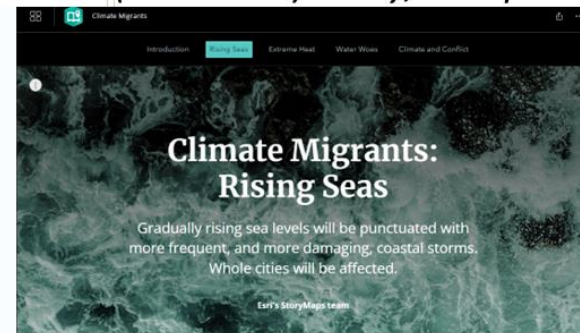 Climate Migrants
Introduction Rising Seas Extreme Heat Water Woes Climate and Conflict
Climate Migrants:
Rising Seas
Gradually rising sea levels will be punctuated with
more frequent, and more damaging, coastal storms.
Whole cities will be affected.
Esri's StoryMaps team